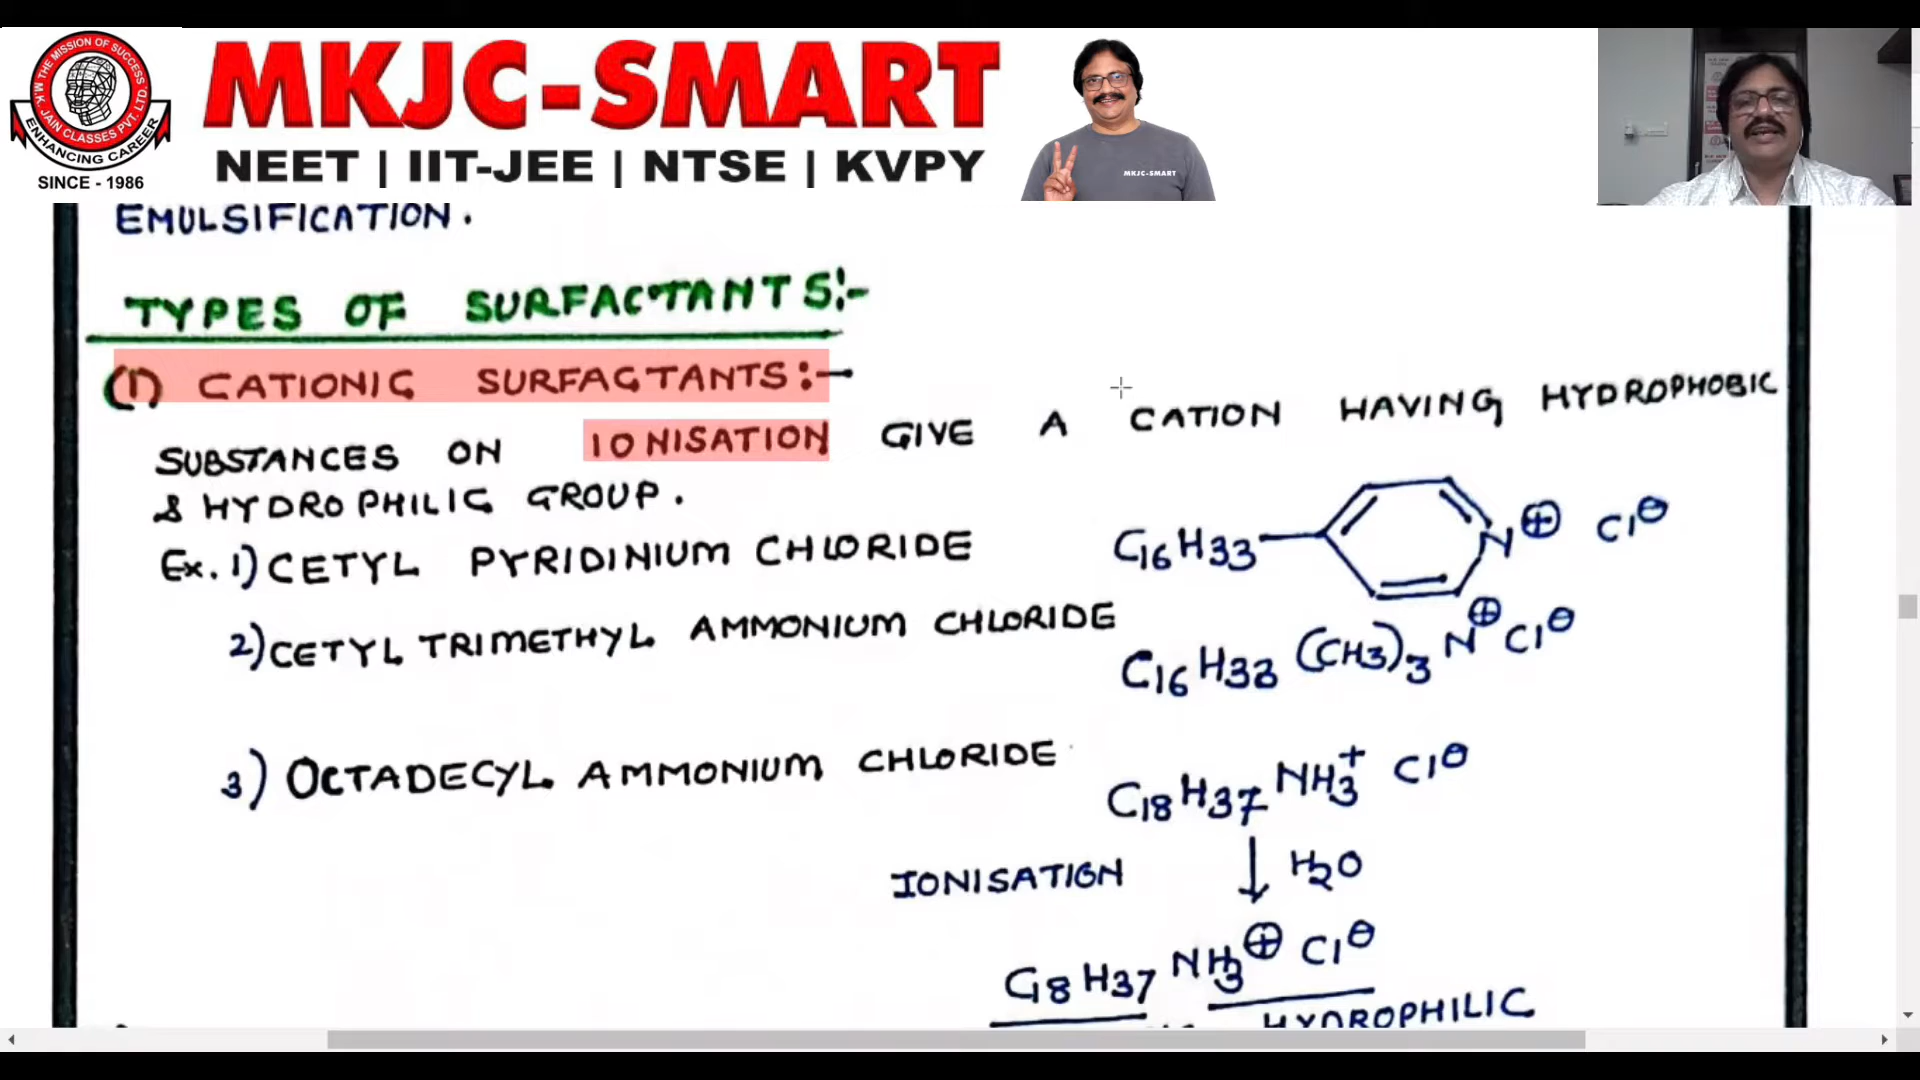 THE MISSION OF SUCCESS
M.K. JAIN CLASSES PVT. LTD.
ENHANCING CAREER
SINCE - 1986
MKJC-SMART
NEET | IIT-JEE | NTSE | KVPY
MKJC-SMART
EMULSIFICATION.
TYPES OF SURFACTANTS:-
(1) CATIONIC SURFACTANTS:-
SUBSTANCES ON IONISATION GIVE A CATION HAVING HYDROPHOBIC
& HYDROPHILIC GROUP.
Ex. 1) CETYL PYRIDINIUM CHLORIDE C16H33 N⊕ Cl⊖
2) CETYL TRIMETHYL AMMONIUM CHLORIDE C16H33 (CH3)3 N⊕ Cl⊖
3) OCTADECYL AMMONIUM CHLORIDE C18H37 NH3+ Cl⊖
IONISATION ↓ H2O
C18H37 NH3⊕ Cl⊖
HYDROPHILIC